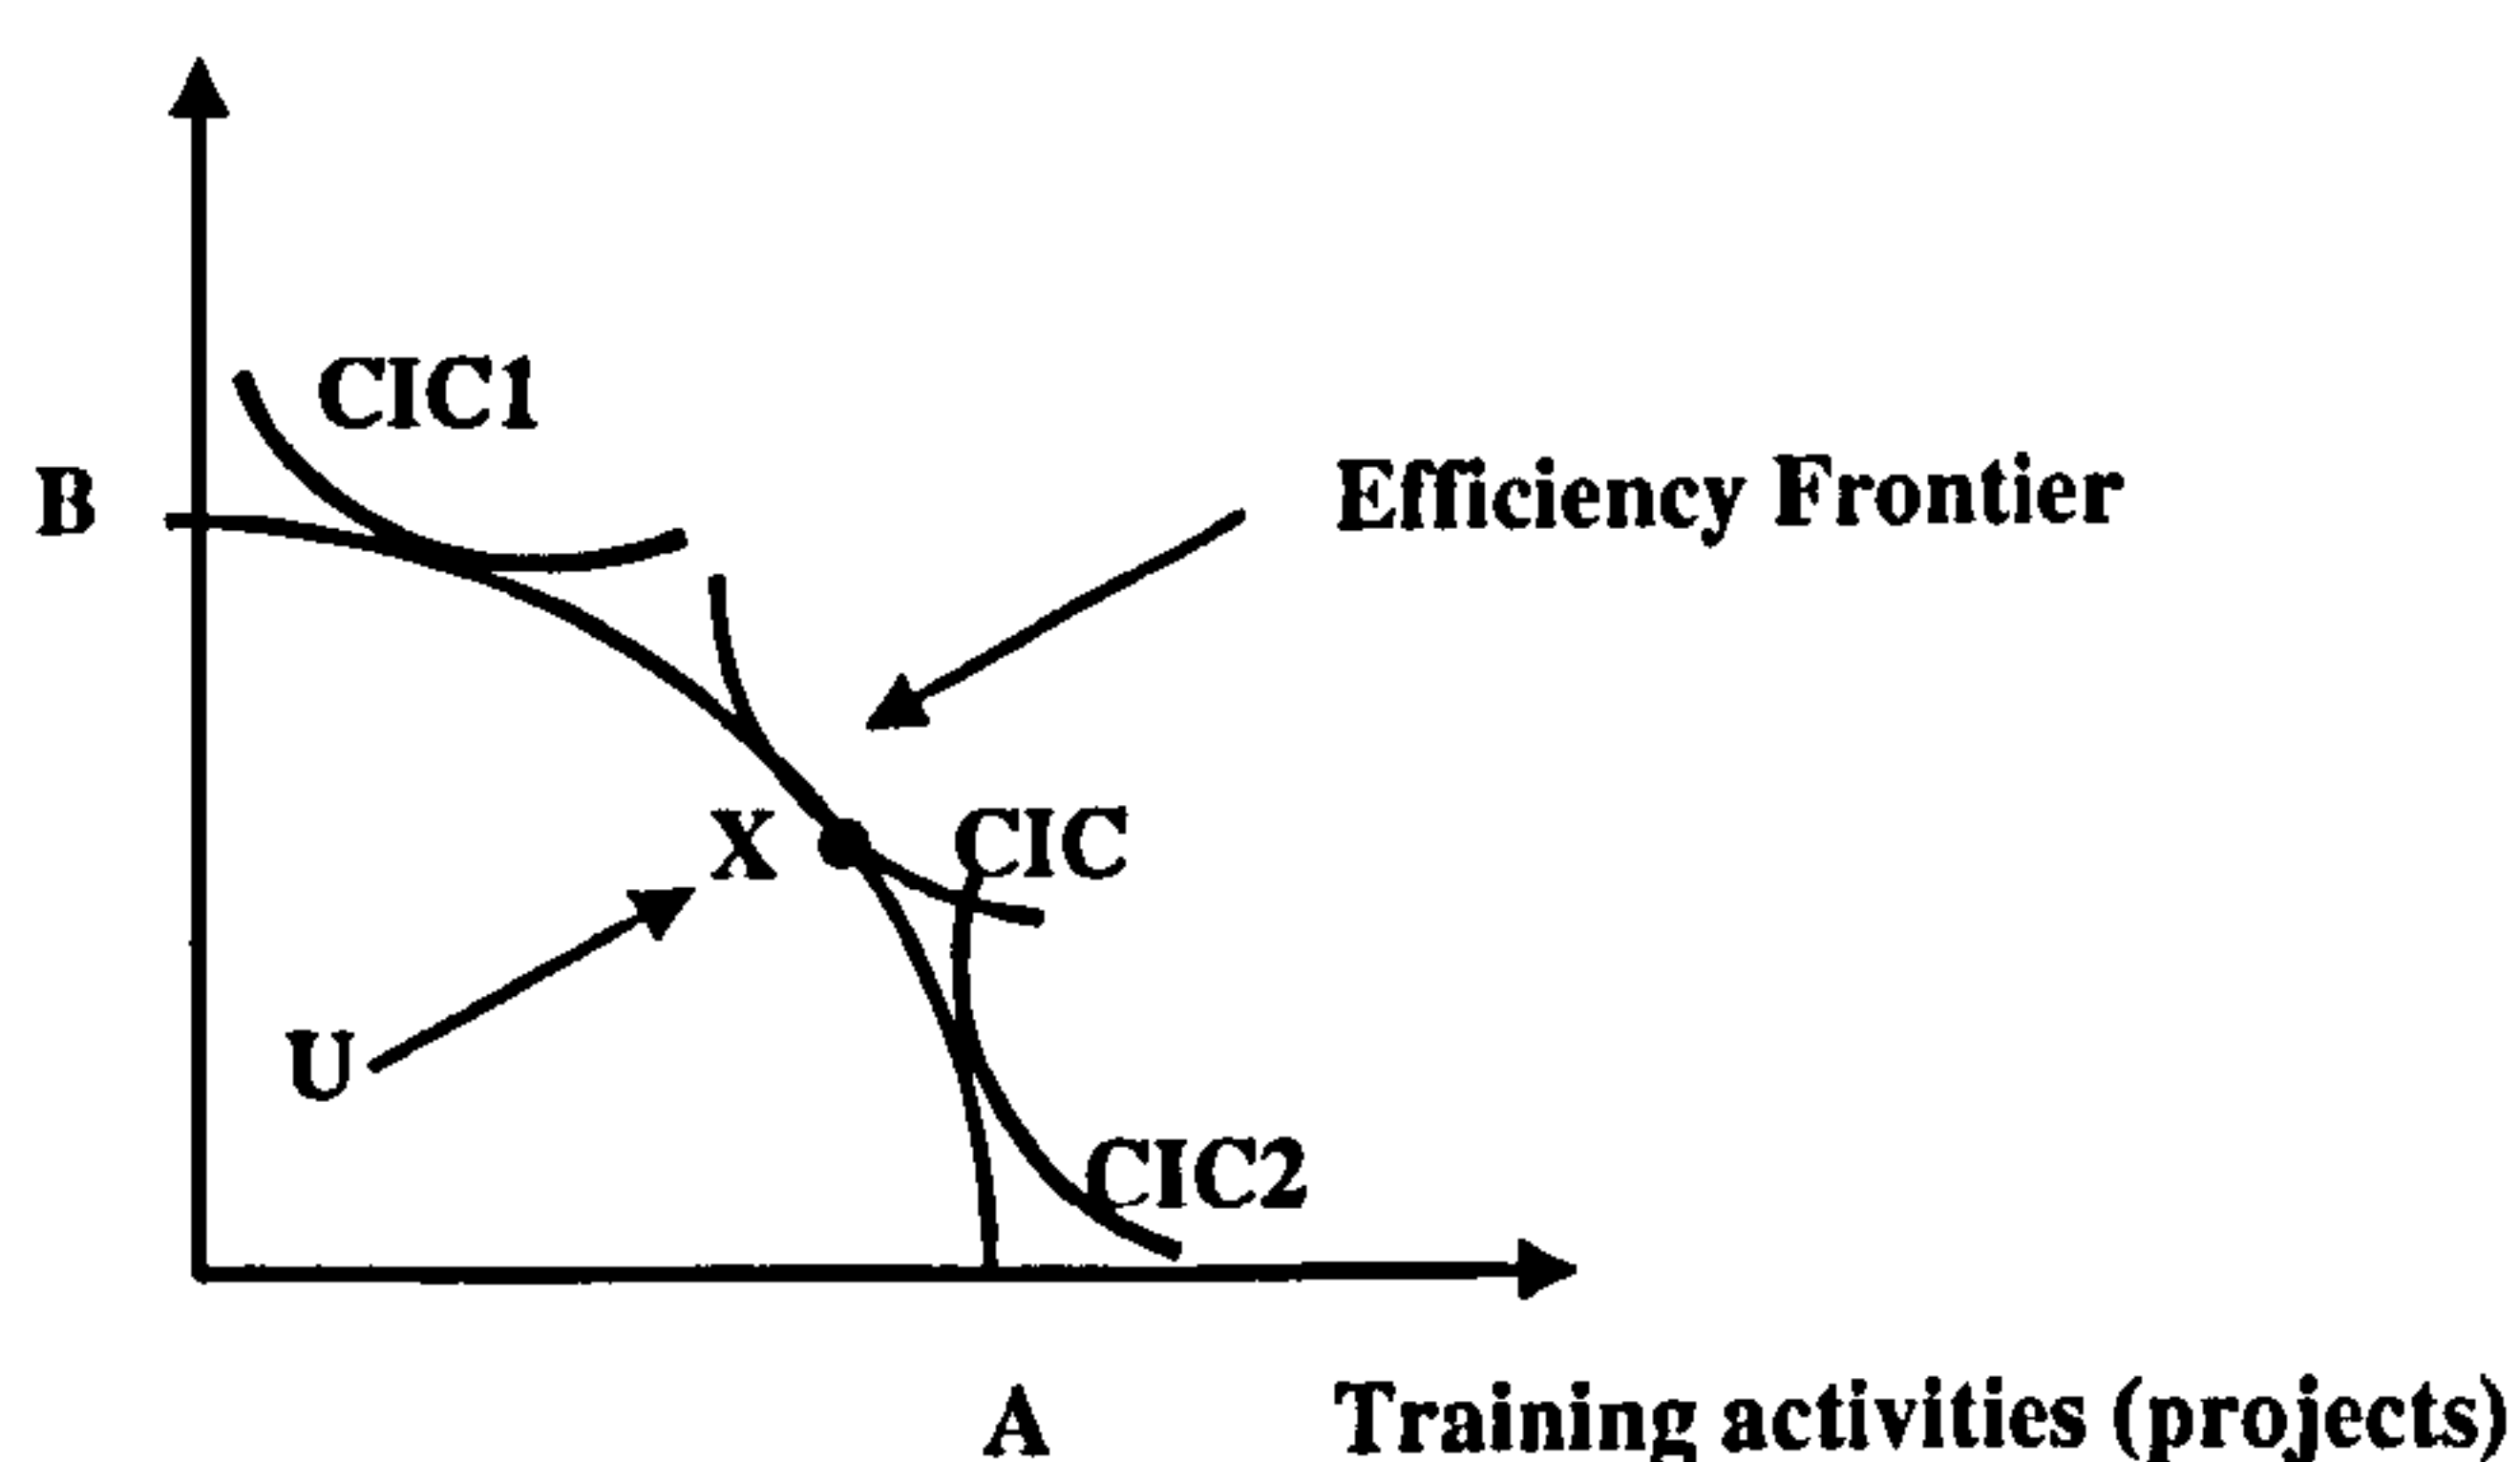 CIC1
B
Efficiency Frontier
X
CIC
U
CIC2
A
Training activities (projects)